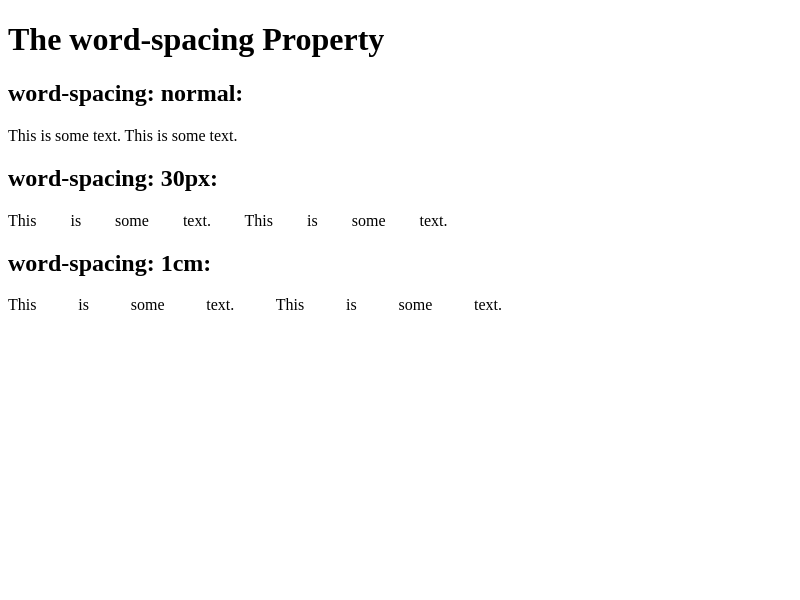 The word-spacing Property
word-spacing: normal:
This is some text. This is some text.
word-spacing: 30px:
This is some text. This is some text.
word-spacing: 1cm:
This is some text. This is some text.